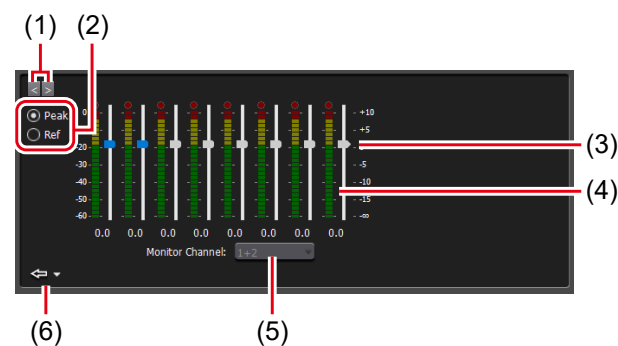 (1) (2)
< >
Peak 0 +10
Ref +5
-20 (3)
-30 -5
-40 -10 (4)
-50 -15
-60 -∞
0.0 0.0 0.0 0.0 0.0 0.0 0.0 0.0
Monitor Channel: 1+2
(6) (5)